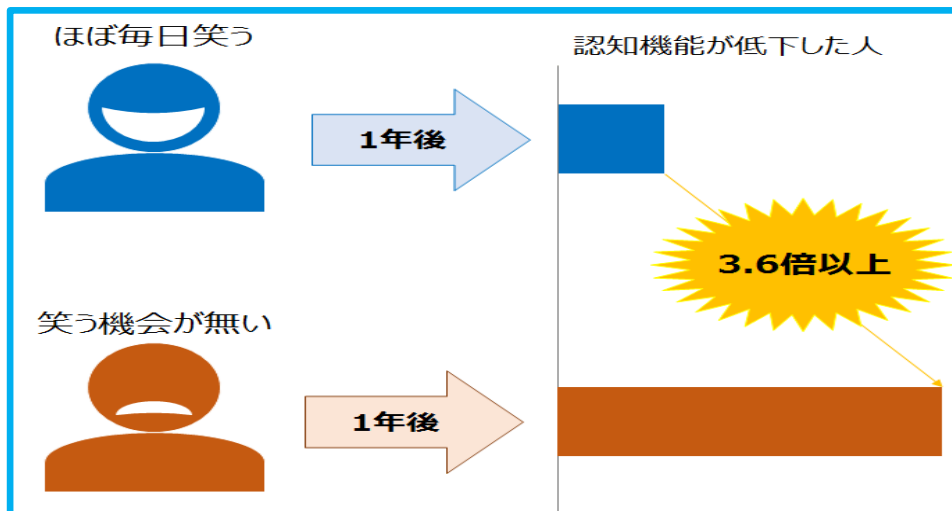 ほぼ毎日笑う
認知機能が低下した人
1年後
3.6倍以上
笑う機会が無い
1年後